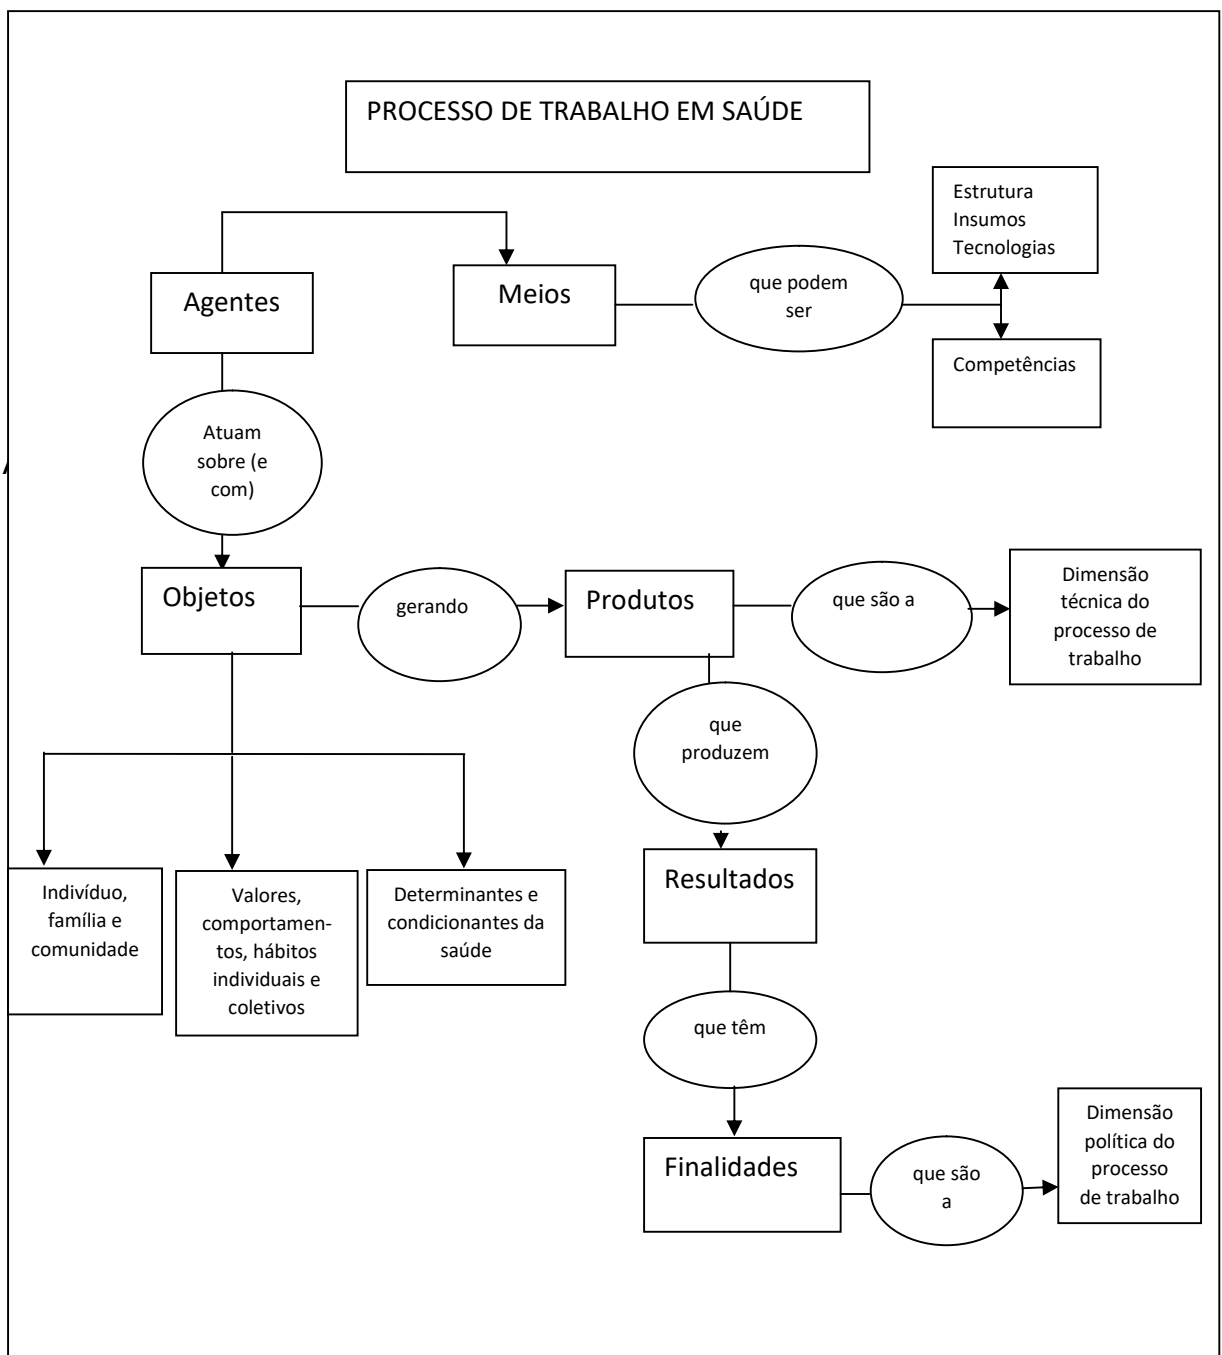 PROCESSO DE TRABALHO EM SAÚDE
Estrutura
Insumos
Tecnologias
Agentes
Meios
que podem
ser
Competências
Atuam
sobre (e
com)
Objetos
gerando
Produtos
que são a
Dimensão
técnica do
processo de
trabalho
que
produzem
Indivíduo,
família e
comunidade
Valores,
comportamen-
tos, hábitos
individuais e
coletivos
Determinantes e
condicionantes da
saúde
Resultados
que têm
Finalidades
que são
a
Dimensão
política do
processo
de trabalho